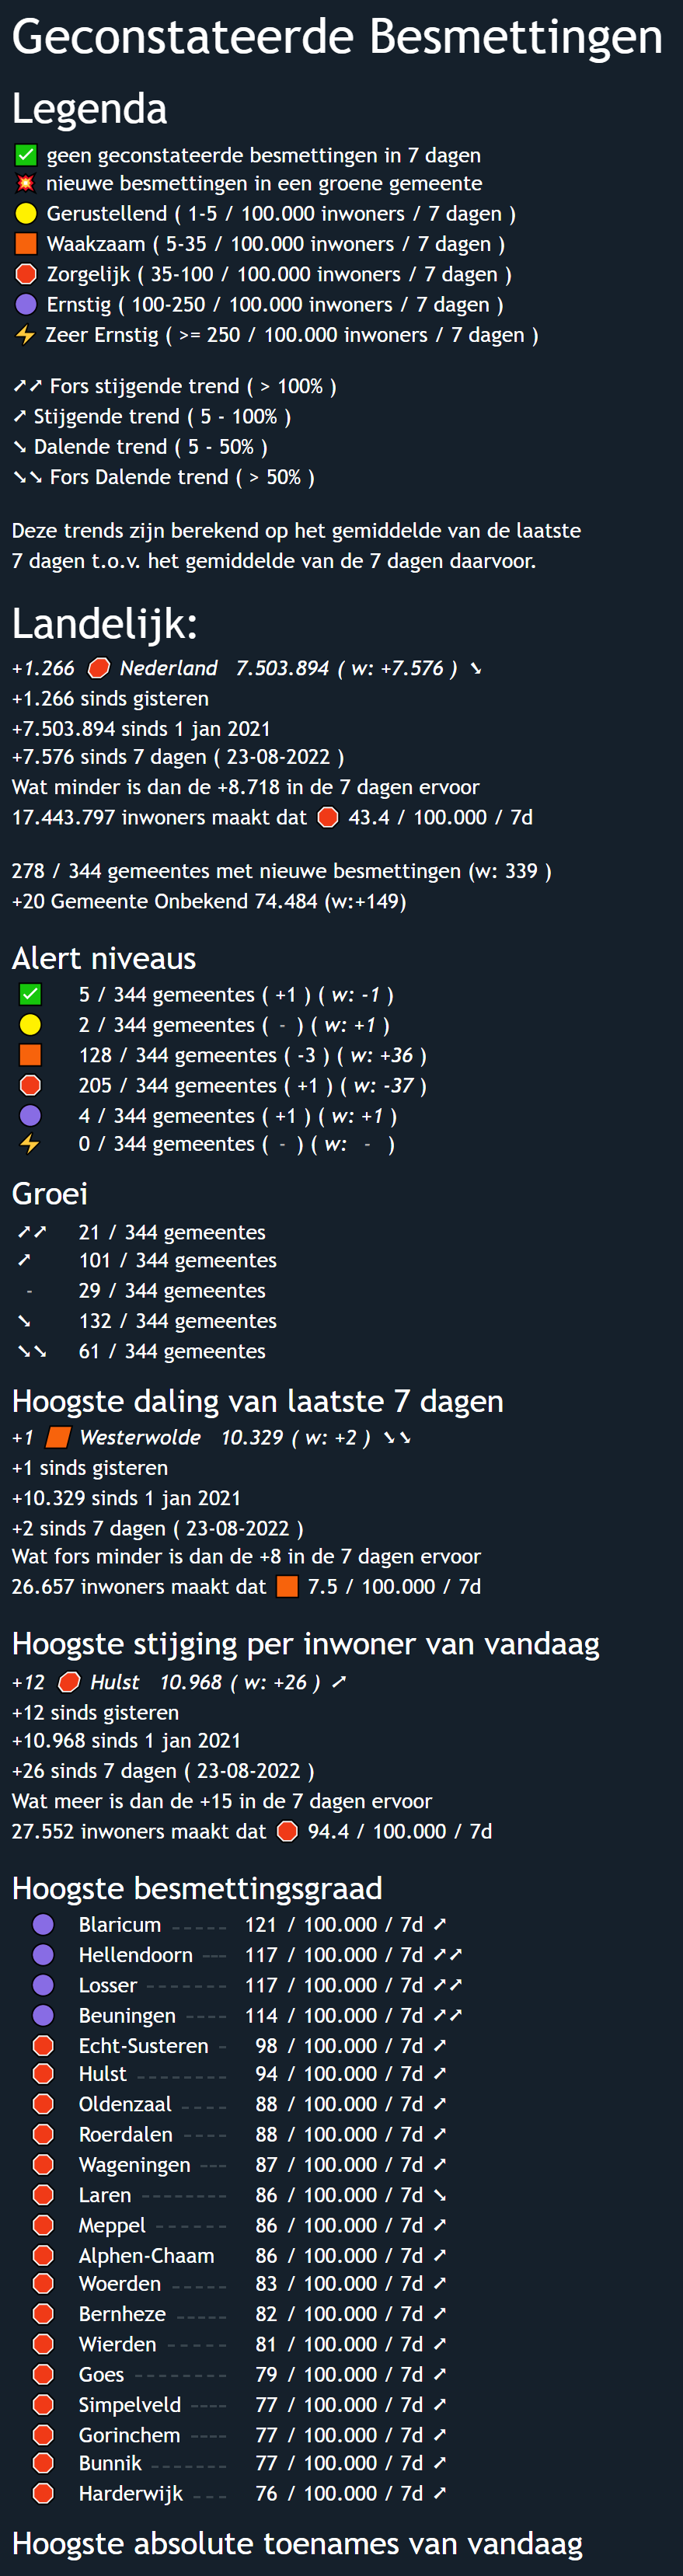 Geconstateerde Besmettingen
Legenda
✅ geen geconstateerde besmettingen in 7 dagen
💥 nieuwe besmettingen in een groene gemeente
🟡 Gerustellend ( 1-5 / 100.000 inwoners / 7 dagen )
🟧 Waakzaam ( 5-35 / 100.000 inwoners / 7 dagen )
🛑 Zorgelijk ( 35-100 / 100.000 inwoners / 7 dagen )
🟣 Ernstig ( 100-250 / 100.000 inwoners / 7 dagen )
⚡ Zeer Ernstig ( >= 250 / 100.000 inwoners / 7 dagen )
➚➚ Fors stijgende trend ( > 100% )
➚ Stijgende trend ( 5 - 100% )
➘ Dalende trend ( 5 - 50% )
➘➘ Fors Dalende trend ( > 50% )
Deze trends zijn berekend op het gemiddelde van de laatste
7 dagen t.o.v. het gemiddelde van de 7 dagen daarvoor.
Landelijk:
+1.266 🛑 Nederland 7.503.894 ( w: +7.576 ) ➘
+1.266 sinds gisteren
+7.503.894 sinds 1 jan 2021
+7.576 sinds 7 dagen ( 23-08-2022 )
Wat minder is dan de +8.718 in de 7 dagen ervoor
17.443.797 inwoners maakt dat 🛑 43.4 / 100.000 / 7d
278 / 344 gemeentes met nieuwe besmettingen (w: 339 )
+20 Gemeente Onbekend 74.484 (w:+149)
Alert niveaus
✅ 5 / 344 gemeentes ( +1 ) ( w: -1 )
🟡 2 / 344 gemeentes ( - ) ( w: +1 )
🟧 128 / 344 gemeentes ( -3 ) ( w: +36 )
🛑 205 / 344 gemeentes ( +1 ) ( w: -37 )
🟣 4 / 344 gemeentes ( +1 ) ( w: +1 )
⚡ 0 / 344 gemeentes ( - ) ( w: - )
Groei
➚➚ 21 / 344 gemeentes
➚ 101 / 344 gemeentes
- 29 / 344 gemeentes
➘ 132 / 344 gemeentes
➘➘ 61 / 344 gemeentes
Hoogste daling van laatste 7 dagen
+1 🟧 Westerwolde 10.329 ( w: +2 ) ➘➘
+1 sinds gisteren
+10.329 sinds 1 jan 2021
+2 sinds 7 dagen ( 23-08-2022 )
Wat fors minder is dan de +8 in de 7 dagen ervoor
26.657 inwoners maakt dat 🟧 7.5 / 100.000 / 7d
Hoogste stijging per inwoner van vandaag
+12 🛑 Hulst 10.968 ( w: +26 ) ➚
+12 sinds gisteren
+10.968 sinds 1 jan 2021
+26 sinds 7 dagen ( 23-08-2022 )
Wat meer is dan de +15 in de 7 dagen ervoor
27.552 inwoners maakt dat 🛑 94.4 / 100.000 / 7d
Hoogste besmettingsgraad
🟣 Blaricum ----- 121 / 100.000 / 7d ➚
🟣 Hellendoorn --- 117 / 100.000 / 7d ➚➚
🟣 Losser ------- 117 / 100.000 / 7d ➚➚
🟣 Beuningen ---- 114 / 100.000 / 7d ➚➚
🛑 Echt-Susteren - 98 / 100.000 / 7d ➚
🛑 Hulst -------- 94 / 100.000 / 7d ➚
🛑 Oldenzaal ---- 88 / 100.000 / 7d ➚
🛑 Roerdalen ---- 88 / 100.000 / 7d ➚
🛑 Wageningen --- 87 / 100.000 / 7d ➚
🛑 Laren -------- 86 / 100.000 / 7d ➘
🛑 Meppel ------ 86 / 100.000 / 7d ➚
🛑 Alphen-Chaam 86 / 100.000 / 7d ➚
🛑 Woerden ----- 83 / 100.000 / 7d ➚
🛑 Bernheze ----- 82 / 100.000 / 7d ➚
🛑 Wierden ----- 81 / 100.000 / 7d ➚
🛑 Goes -------- 79 / 100.000 / 7d ➚
🛑 Simpelveld ---- 77 / 100.000 / 7d ➚
🛑 Gorinchem ---- 77 / 100.000 / 7d ➚
🛑 Bunnik ------- 77 / 100.000 / 7d ➚
🛑 Harderwijk --- 76 / 100.000 / 7d ➚
Hoogste absolute toenames van vandaag